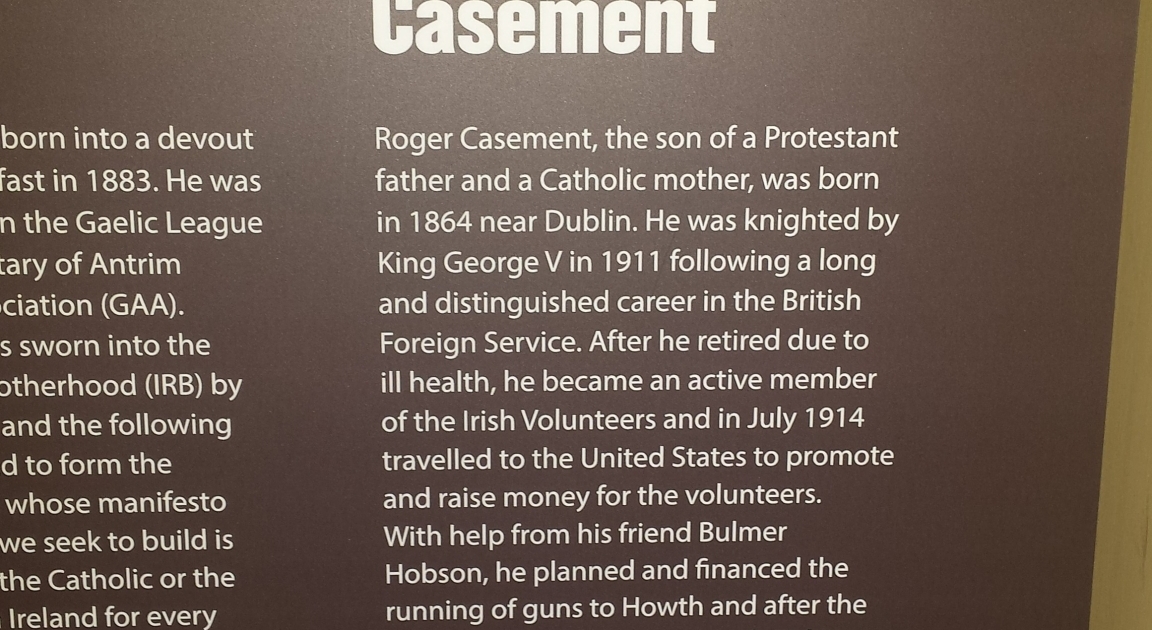 Casement
born into a devout
in 1883. He was
the Gaelic League
of Antrim
(GAA).
sworn into the
(IRB) by
and the following
to form the
whose manifesto
we seek to build is
the Catholic or the
Ireland for every
Roger Casement, the son of a Protestant
father and a Catholic mother, was born
in 1864 near Dublin. He was knighted by
King George V in 1911 following a long
and distinguished career in the British
Foreign Service. After he retired due to
ill health, he became an active member
of the Irish Volunteers and in July 1914
travelled to the United States to promote
and raise money for the volunteers.
With help from his friend Bulmer
Hobson, he planned and financed the
running of guns to Howth and after the